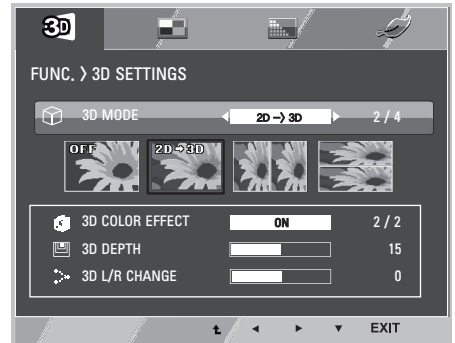 3D
FUNC. > 3D SETTINGS
3D MODE 2D -> 3D 2 / 4
OFF 2D→3D
3D COLOR EFFECT ON 2 / 2
3D DEPTH 15
3D L/R CHANGE 0
EXIT